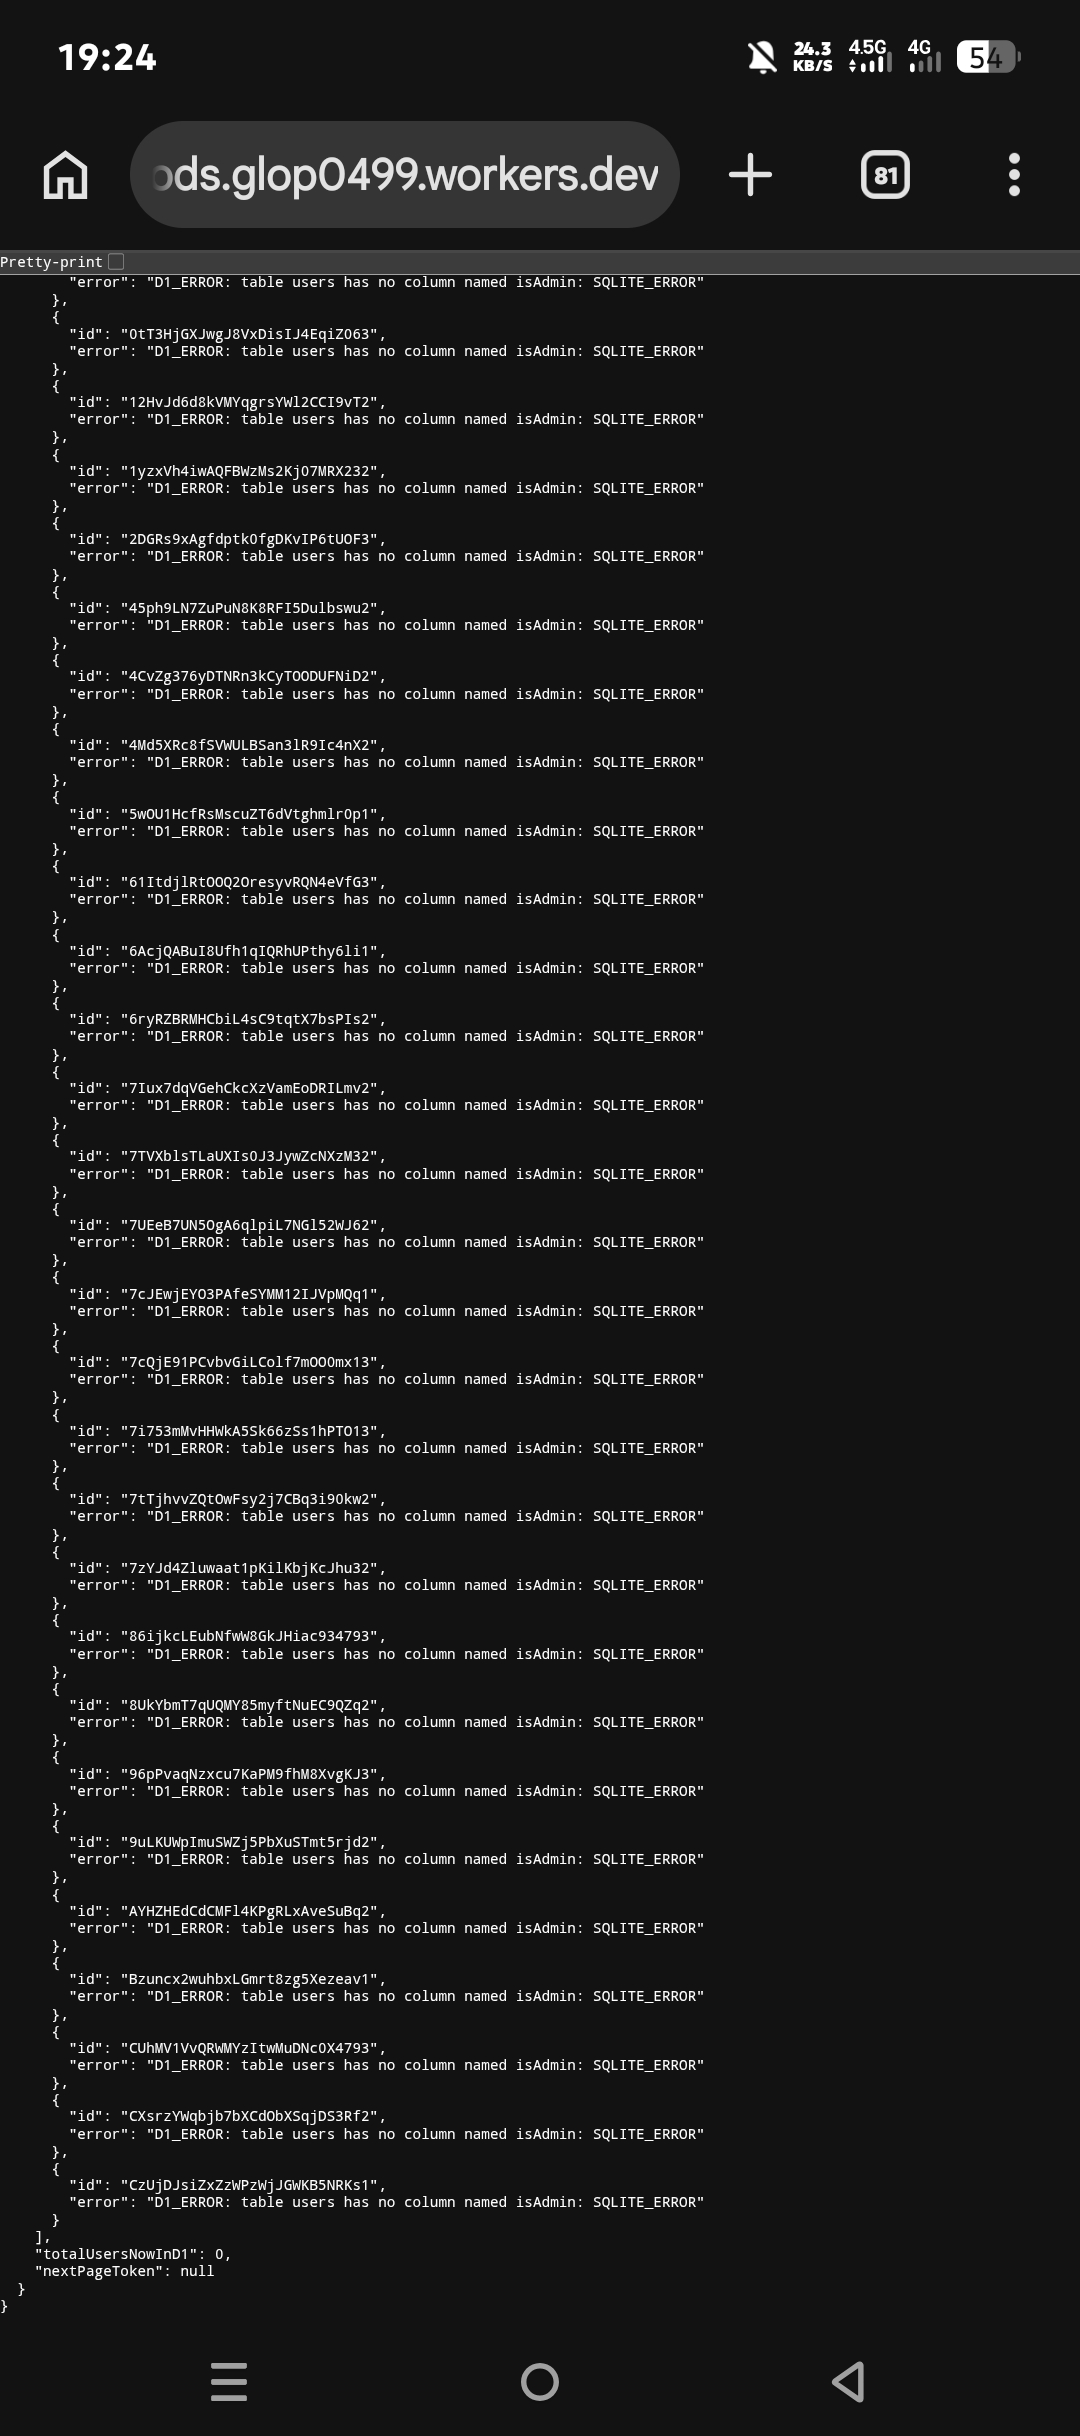 19:24
24.3 KB/S
4.5G
4G
54
ods.glop0499.workers.dev
81
Pretty-print
"error": "D1_ERROR: table users has no column named isAdmin: SQLITE_ERROR"
},
{
"id": "0tT3HjGXJwgJ8VxDisIJ4EqiZO63",
"error": "D1_ERROR: table users has no column named isAdmin: SQLITE_ERROR"
},
{
"id": "12HvJd6d8kVMYqgrsYWl2CCI9vT2",
"error": "D1_ERROR: table users has no column named isAdmin: SQLITE_ERROR"
},
{
"id": "1yzxVh4iwAQFBWzMs2Kj07MRX232",
"error": "D1_ERROR: table users has no column named isAdmin: SQLITE_ERROR"
},
{
"id": "2DGRs9xAgfdptk0fgDKvIP6tUOF3",
"error": "D1_ERROR: table users has no column named isAdmin: SQLITE_ERROR"
},
{
"id": "45ph9LN7ZuPuN8K8RFI5Dulbswu2",
"error": "D1_ERROR: table users has no column named isAdmin: SQLITE_ERROR"
},
{
"id": "4CvZg376yDTNRn3kCyTOODUFNiD2",
"error": "D1_ERROR: table users has no column named isAdmin: SQLITE_ERROR"
},
{
"id": "4Md5XRc8fSVWULBSan3lR9Ic4nX2",
"error": "D1_ERROR: table users has no column named isAdmin: SQLITE_ERROR"
},
{
"id": "5wOU1HcfRsMscuZT6dVtghmlr0p1",
"error": "D1_ERROR: table users has no column named isAdmin: SQLITE_ERROR"
},
{
"id": "61ItdjlRtOOQ2OresyvRQN4eVfG3",
"error": "D1_ERROR: table users has no column named isAdmin: SQLITE_ERROR"
},
{
"id": "6AcjQABuI8Ufh1qIQRhUPthy6li1",
"error": "D1_ERROR: table users has no column named isAdmin: SQLITE_ERROR"
},
{
"id": "6ryRZBRMHCbiL4sC9tqtX7bsPIs2",
"error": "D1_ERROR: table users has no column named isAdmin: SQLITE_ERROR"
},
{
"id": "7Iux7dqVGehCkcXzVamEoDRILmv2",
"error": "D1_ERROR: table users has no column named isAdmin: SQLITE_ERROR"
},
{
"id": "7TVXblsTLaUXIs0J3JywZcNXzM32",
"error": "D1_ERROR: table users has no column named isAdmin: SQLITE_ERROR"
},
{
"id": "7UEeB7UN5OgA6qlpiL7NGl52WJ62",
"error": "D1_ERROR: table users has no column named isAdmin: SQLITE_ERROR"
},
{
"id": "7cJEwjEYO3PAfeSYMM12IJVpMQq1",
"error": "D1_ERROR: table users has no column named isAdmin: SQLITE_ERROR"
},
{
"id": "7cQjE91PCvbvGiLColf7mOO0mx13",
"error": "D1_ERROR: table users has no column named isAdmin: SQLITE_ERROR"
},
{
"id": "7i753mMvHHWkA5Sk66zSs1hPTO13",
"error": "D1_ERROR: table users has no column named isAdmin: SQLITE_ERROR"
},
{
"id": "7tTjhvvZQtOwFsy2j7CBq3i90kw2",
"error": "D1_ERROR: table users has no column named isAdmin: SQLITE_ERROR"
},
{
"id": "7zYJd4Zluwaat1pKilKbjKcJhu32",
"error": "D1_ERROR: table users has no column named isAdmin: SQLITE_ERROR"
},
{
"id": "86ijkcLEubNfwW8GkJHiac934793",
"error": "D1_ERROR: table users has no column named isAdmin: SQLITE_ERROR"
},
{
"id": "8UkYbmT7qUQMY85myftNuEC9QZq2",
"error": "D1_ERROR: table users has no column named isAdmin: SQLITE_ERROR"
},
{
"id": "96pPvaqNzxcu7KaPM9fhM8XvgKJ3",
"error": "D1_ERROR: table users has no column named isAdmin: SQLITE_ERROR"
},
{
"id": "9uLKUWpImuSWZj5PbXuSTmt5rjd2",
"error": "D1_ERROR: table users has no column named isAdmin: SQLITE_ERROR"
},
{
"id": "AYHZHEdCdCMFl4KPgRLxAveSuBq2",
"error": "D1_ERROR: table users has no column named isAdmin: SQLITE_ERROR"
},
{
"id": "Bzuncx2wuhbxLGmrt8zg5Xezeav1",
"error": "D1_ERROR: table users has no column named isAdmin: SQLITE_ERROR"
},
{
"id": "CUhMV1VvQRWMYzItwMuDNc0X4793",
"error": "D1_ERROR: table users has no column named isAdmin: SQLITE_ERROR"
},
{
"id": "CXsrzYWqbjb7bXCdObXSqjDS3Rf2",
"error": "D1_ERROR: table users has no column named isAdmin: SQLITE_ERROR"
},
{
"id": "CzUjDJsiZxZzWPzWjJGWKB5NRKs1",
"error": "D1_ERROR: table users has no column named isAdmin: SQLITE_ERROR"
}
],
"totalUsersNowInD1": 0,
"nextPageToken": null
}
}